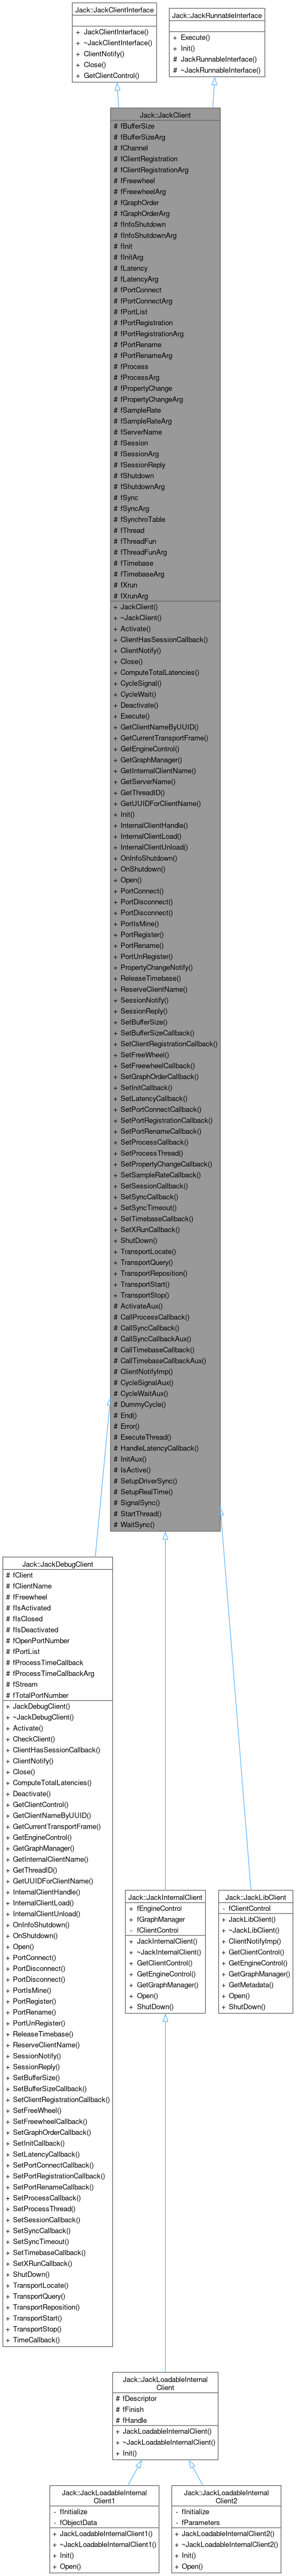 Jack::JackClientInterface
+ JackClientInterface()
+ ~JackClientInterface()
+ ClientNotify()
+ Close()
+ GetClientControl()
Jack::JackRunnableInterface
+ Execute()
+ Init()
# JackRunnableInterface()
# ~JackRunnableInterface()
Jack::JackClient
# fBufferSize
# fBufferSizeArg
# fChannel
# fClientRegistration
# fClientRegistrationArg
# fFreewheel
# fFreewheelArg
# fGraphOrder
# fGraphOrderArg
# fInfoShutdown
# fInfoShutdownArg
# fInit
# fInitArg
# fLatency
# fLatencyArg
# fPortConnect
# fPortConnectArg
# fPortList
# fPortRegistration
# fPortRegistrationArg
# fPortRename
# fPortRenameArg
# fProcess
# fProcessArg
# fPropertyChange
# fPropertyChangeArg
# fSampleRate
# fSampleRateArg
# fServerName
# fSession
# fSessionArg
# fSessionReply
# fShutdown
# fShutdownArg
# fSync
# fSyncArg
# fSynchroTable
# fThread
# fThreadFun
# fThreadFunArg
# fTimebase
# fTimebaseArg
# fXrun
# fXrunArg
+ JackClient()
+ ~JackClient()
+ Activate()
+ ClientHasSessionCallback()
+ ClientNotify()
+ Close()
+ ComputeTotalLatencies()
+ CycleSignal()
+ CycleWait()
+ Deactivate()
+ Execute()
+ GetClientNameByUUID()
+ GetCurrentTransportFrame()
+ GetEngineControl()
+ GetGraphManager()
+ GetInternalClientName()
+ GetServerName()
+ GetThreadID()
+ GetUUIDForClientName()
+ Init()
+ InternalClientHandle()
+ InternalClientLoad()
+ InternalClientUnload()
+ OnInfoShutdown()
+ OnShutdown()
+ Open()
+ PortConnect()
+ PortDisconnect()
+ PortDisconnect()
+ PortIsMine()
+ PortRegister()
+ PortRename()
+ PortUnRegister()
+ PropertyChangeNotify()
+ ReleaseTimebase()
+ ReserveClientName()
+ SessionNotify()
+ SessionReply()
+ SetBufferSize()
+ SetBufferSizeCallback()
+ SetClientRegistrationCallback()
+ SetFreeWheel()
+ SetFreewheelCallback()
+ SetGraphOrderCallback()
+ SetInitCallback()
+ SetLatencyCallback()
+ SetPortConnectCallback()
+ SetPortRegistrationCallback()
+ SetPortRenameCallback()
+ SetProcessCallback()
+ SetProcessThread()
+ SetPropertyChangeCallback()
+ SetSampleRateCallback()
+ SetSessionCallback()
+ SetSyncCallback()
+ SetSyncTimeout()
+ SetTimebaseCallback()
+ SetXRunCallback()
+ ShutDown()
+ TransportLocate()
+ TransportQuery()
+ TransportReposition()
+ TransportStart()
+ TransportStop()
# ActivateAux()
# CallProcessCallback()
# CallSyncCallback()
# CallSyncCallbackAux()
# CallTimebaseCallback()
# CallTimebaseCallbackAux()
# ClientNotifyImp()
# CycleSignalAux()
# CycleWaitAux()
# DummyCycle()
# End()
# Error()
# ExecuteThread()
# HandleLatencyCallback()
# InitAux()
# IsActive()
# SetupDriverSync()
# SetupRealTime()
# SignalSync()
# StartThread()
# WaitSync()
Jack::JackDebugClient
# fClient
# fClientName
# fFreewheel
# fIsActivated
# fIsClosed
# fIsDeactivated
# fOpenPortNumber
# fPortList
# fProcessTimeCallback
# fProcessTimeCallbackArg
# fStream
# fTotalPortNumber
+ JackDebugClient()
+ ~JackDebugClient()
+ Activate()
+ CheckClient()
+ ClientHasSessionCallback()
+ ClientNotify()
+ Close()
+ ComputeTotalLatencies()
+ Deactivate()
+ GetClientControl()
+ GetClientNameByUUID()
+ GetCurrentTransportFrame()
+ GetEngineControl()
+ GetGraphManager()
+ GetInternalClientName()
+ GetThreadID()
+ GetUUIDForClientName()
+ InternalClientHandle()
+ InternalClientLoad()
+ InternalClientUnload()
+ OnInfoShutdown()
+ OnShutdown()
+ Open()
+ PortConnect()
+ PortDisconnect()
+ PortDisconnect()
+ PortIsMine()
+ PortRegister()
+ PortRename()
+ PortUnRegister()
+ ReleaseTimebase()
+ ReserveClientName()
+ SessionNotify()
+ SessionReply()
+ SetBufferSize()
+ SetBufferSizeCallback()
+ SetClientRegistrationCallback()
+ SetFreeWheel()
+ SetFreewheelCallback()
+ SetGraphOrderCallback()
+ SetInitCallback()
+ SetLatencyCallback()
+ SetPortConnectCallback()
+ SetPortRegistrationCallback()
+ SetPortRenameCallback()
+ SetProcessCallback()
+ SetProcessThread()
+ SetSessionCallback()
+ SetSyncCallback()
+ SetSyncTimeout()
+ SetTimebaseCallback()
+ SetXRunCallback()
+ ShutDown()
+ TransportLocate()
+ TransportQuery()
+ TransportReposition()
+ TransportStart()
+ TransportStop()
+ TimeCallback()
Jack::JackInternalClient
+ fEngineControl
+ fGraphManager
- fClientControl
+ JackInternalClient()
+ ~JackInternalClient()
+ GetClientControl()
+ GetEngineControl()
+ GetGraphManager()
+ Open()
+ ShutDown()
Jack::JackLibClient
- fClientControl
+ JackLibClient()
+ ~JackLibClient()
+ ClientNotifyImp()
+ GetClientControl()
+ GetEngineControl()
+ GetGraphManager()
+ GetMetadata()
+ Open()
+ ShutDown()
Jack::JackLoadableInternal
Client
# fDescriptor
# fFinish
# fHandle
+ JackLoadableInternalClient()
+ ~JackLoadableInternalClient()
+ Init()
Jack::JackLoadableInternal
Client1
- fInitialize
- fObjectData
+ JackLoadableInternalClient1()
+ ~JackLoadableInternalClient1()
+ Init()
+ Open()
Jack::JackLoadableInternal
Client2
- fInitialize
- fParameters
+ JackLoadableInternalClient2()
+ ~JackLoadableInternalClient2()
+ Init()
+ Open()